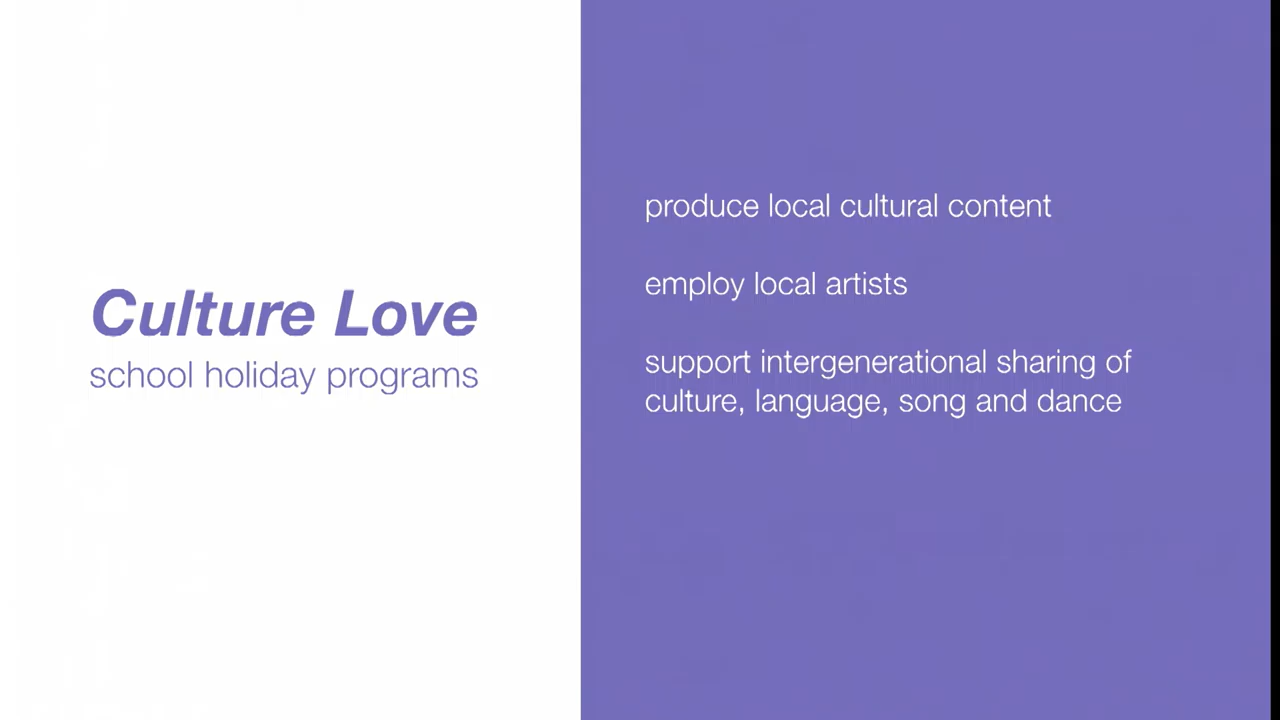 Culture Love
school holiday programs
produce local cultural content
employ local artists
support intergenerational sharing of
culture, language, song and dance